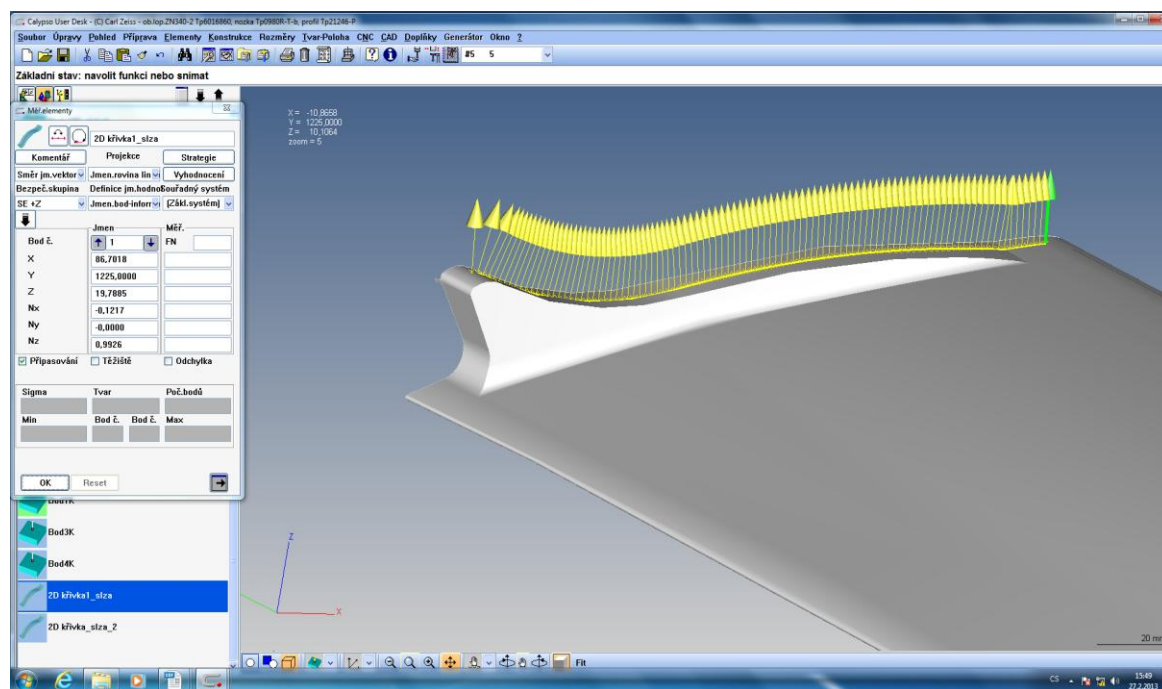 Calypso User Desk - (C) Carl Zeiss - ob.lop.ZN340-2 Tp6016860, nozka Tp0980R-T-b, profil Tp21246-P
Soubor Úpravy Pohled Příprava Elementy Konstrukce Rozměry Tvar-Poloha CNC CAD Doplňky Generátor Okno ?
#5 5
Základní stav: navolit funkci nebo snimat
Měř.elementy
2D křivka1_slza
Komentář Projekce Strategie
Směr jm.vektor Jmen.rovina lin Vyhodnocení
Bezpeč.skupina Definice jm.hodno Souřadný systém
SE +Z Jmen.bod-inforr [Zákl.systém]
Jmen Měř.
Bod č. 1 FN
X 86,7018
Y 1225,0000
Z 19,7885
Nx -0,1217
Ny -0,0000
Nz 0,9926
Připasování Těžiště Odchylka
Sigma Tvar Poč.bodů
Min Bod č. Bod č. Max
OK Reset
Bod1K
Bod3K
Bod4K
2D křivka1_slza
2D křivka_slza_2
X = -10,8658
Y = 1225,0000
Z = 10,1064
zoom = 5
Z
X
20 mm
Fit
CS 15:49
27.2.2013